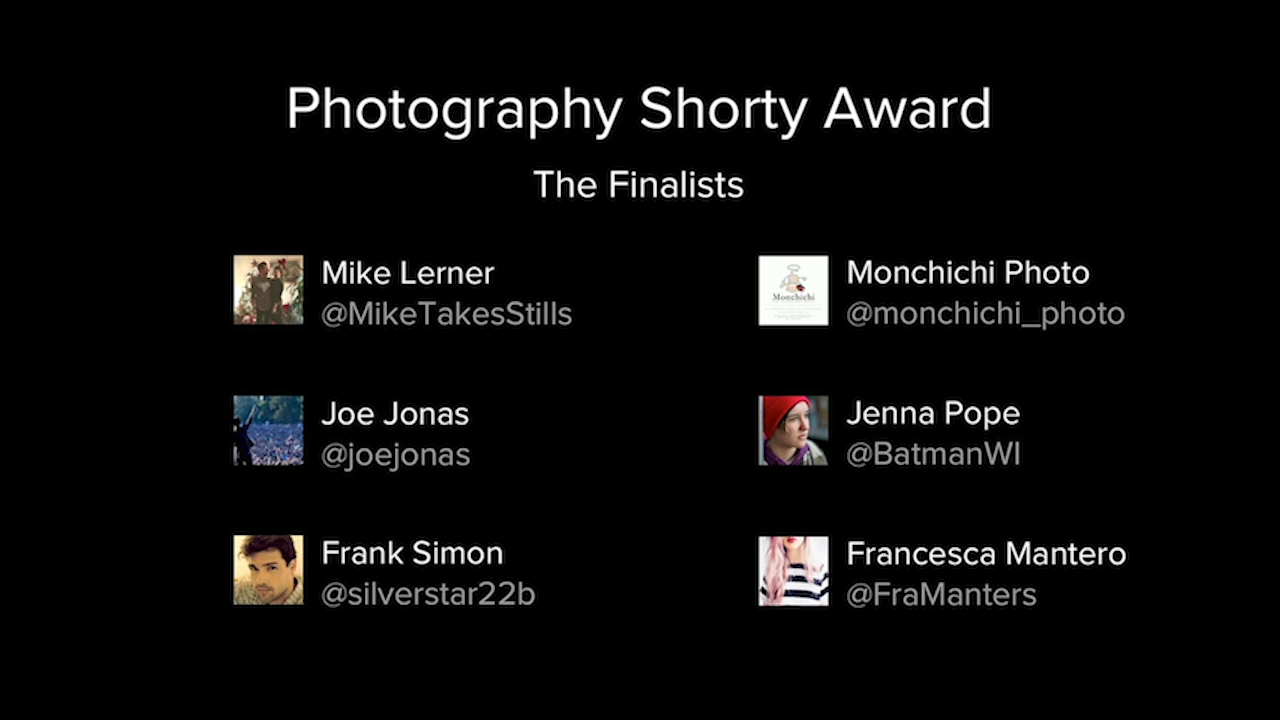 Photography Shorty Award
The Finalists
Mike Lerner
@MikeTakesStills
Monchichi Photo
@monchichi_photo
Monchichi
Joe Jonas
@joejonas
Jenna Pope
@BatmanWI
Frank Simon
@silverstar22b
Francesca Mantero
@FraManters